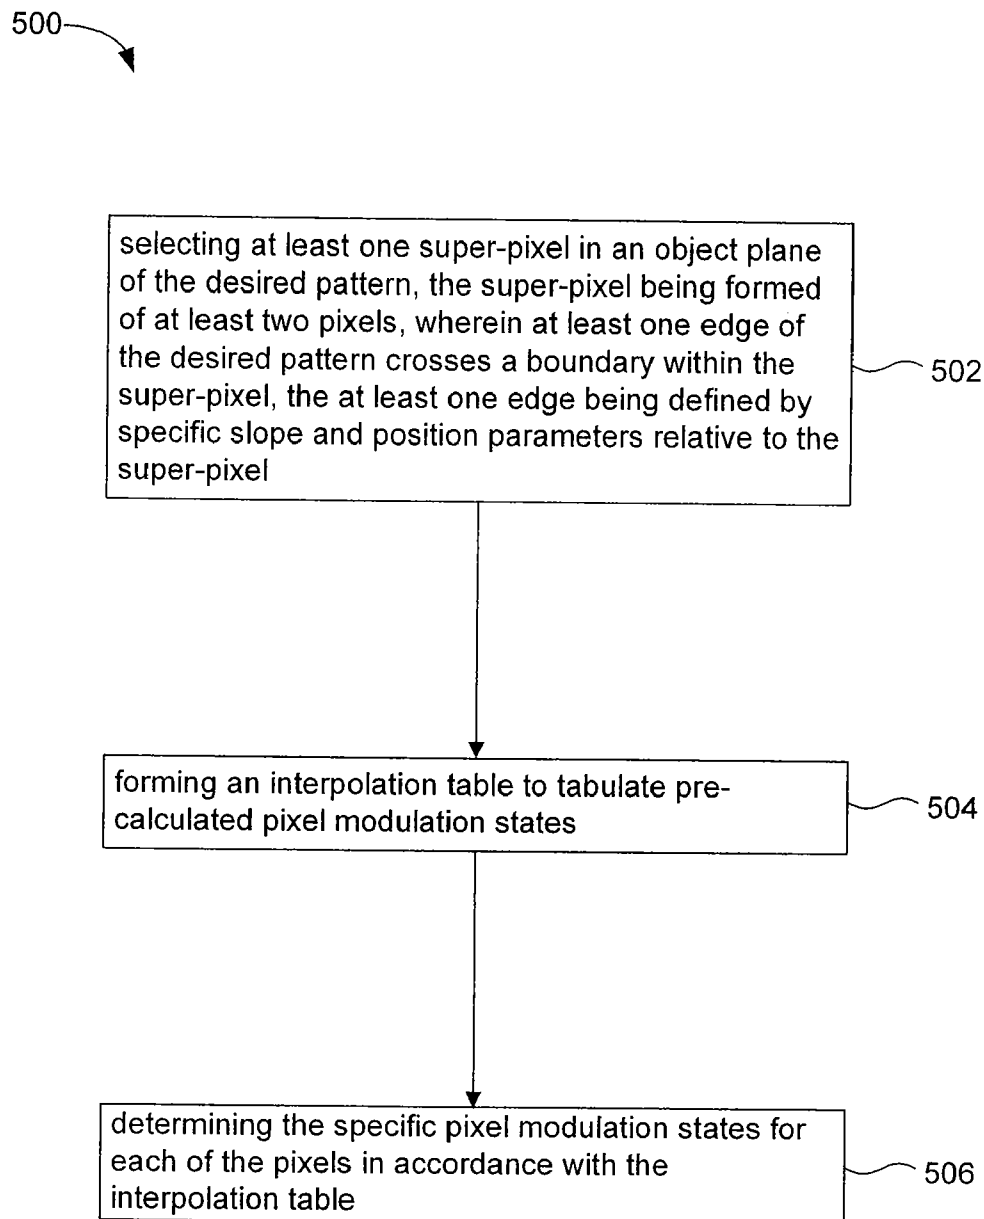 500
selecting at least one super-pixel in an object plane
of the desired pattern, the super-pixel being formed
of at least two pixels, wherein at least one edge of
the desired pattern crosses a boundary within the
super-pixel, the at least one edge being defined by
specific slope and position parameters relative to the
super-pixel
502
forming an interpolation table to tabulate pre-
calculated pixel modulation states
504
determining the specific pixel modulation states for
each of the pixels in accordance with the
interpolation table
506